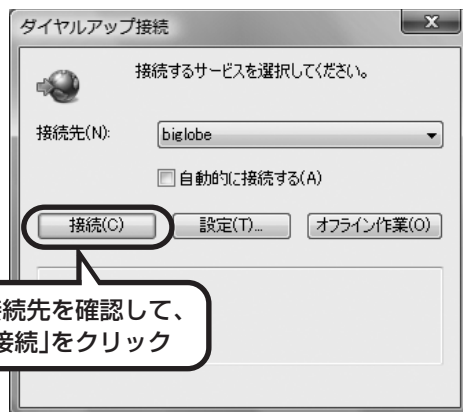 ダイヤルアップ接続
接続するサービスを選択してください。
接続先(N):
biglobe
自動的に接続する(A)
接続(C)
設定(T)...
オフライン作業(O)
続先を確認して、
接続」をクリック